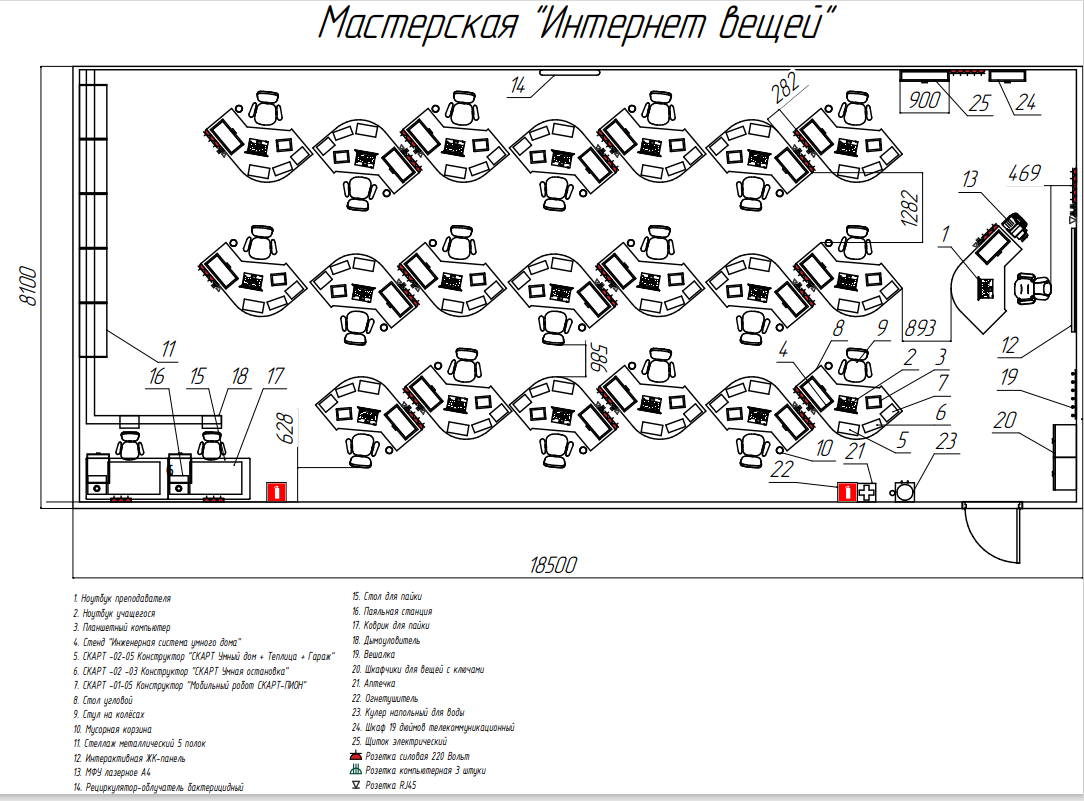 Мастерская "Интернет вещей"
14
282
900
25
24
469
13
1282
1
8100
893
11
985
8
9
12
4
2
3
16
15
18
17
7
19
628
6
20
5
23
10
21
22
6
18500
1. Ноутбук преподавателя
2. Ноутбук учащегося
3. Планшетный компьютер
4. Стенд "Инженерная система умного дома"
5. СКАРТ -02-05 Конструктор "СКАРТ Умный дом + Теплица + Гараж"
6. СКАРТ -02 -03 Конструктор "СКАРТ Умная остановка"
7. СКАРТ -01-05 Конструктор "Мобильный робот СКАРТ-ПИОН"
8. Стол угловой
9. Стул на колёсах
10. Мусорная корзина
11. Стеллаж металлический 5 полок
12. Интерактивная ЖК-панель
13. МФУ лазерное А4
14. Рециркулятор-облучатель бактерицидный
15. Стол для пайки
16. Паяльная станция
17. Коврик для пайки
18. Дымоуловитель
19. Вешалка
20. Шкафчики для вещей с ключами
21. Аптечка
22. Огнетушитель
23. Кулер напольный для воды
24. Шкаф 19 дюймов телекоммуникационный
25. Щиток электрический
Розетка силовая 220 Вольт
Розетка компьютерная 3 штуки
Розетка RJ45